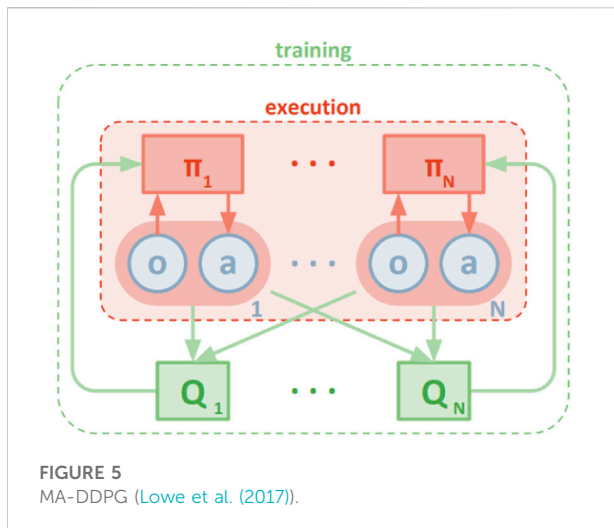 training
execution
π1 · · · πN
o a · · · o a
1 N
Q1 · · · QN
FIGURE 5
MA-DDPG (Lowe et al. (2017)).